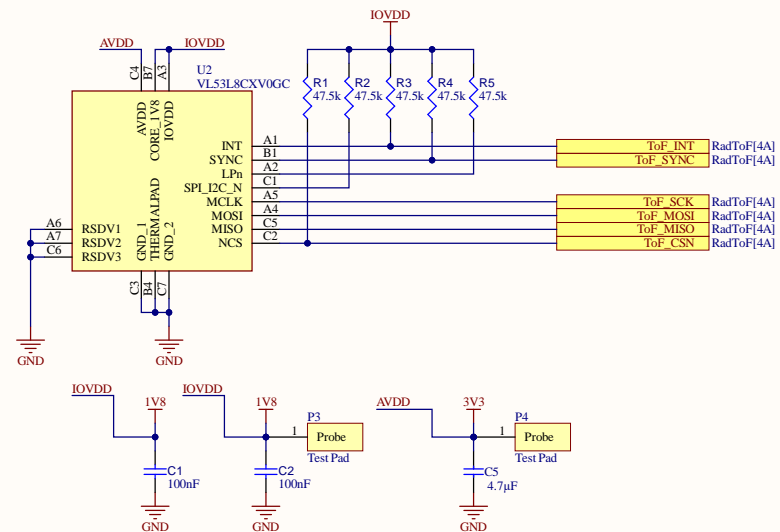 IOVDD
AVDD
IOVDD
C4
B7
A3
U2
VL53L8CXV0GC
R1
47.5k
R2
47.5k
R3
47.5k
R4
47.5k
R5
47.5k
AVDD
CORE_1V8
IOVDD
INT
A1
ToF_INT
RadToF[4A]
SYNC
B1
ToF_SYNC
RadToF[4A]
LPn
A2
SPI_I2C_N
C1
MCLK
A5
ToF_SCK
RadToF[4A]
MOSI
A4
ToF_MOSI
RadToF[4A]
MISO
C5
ToF_MISO
RadToF[4A]
NCS
C2
ToF_CSN
RadToF[4A]
A6
RSDV1
A7
RSDV2
C6
RSDV3
GND_1
THERMALPAD
GND_2
C3
B4
C7
GND
GND
IOVDD
1V8
C1
100nF
GND
IOVDD
1V8
P3
1
Probe
Test Pad
C2
100nF
GND
AVDD
3V3
P4
1
Probe
Test Pad
C5
4.7µF
GND